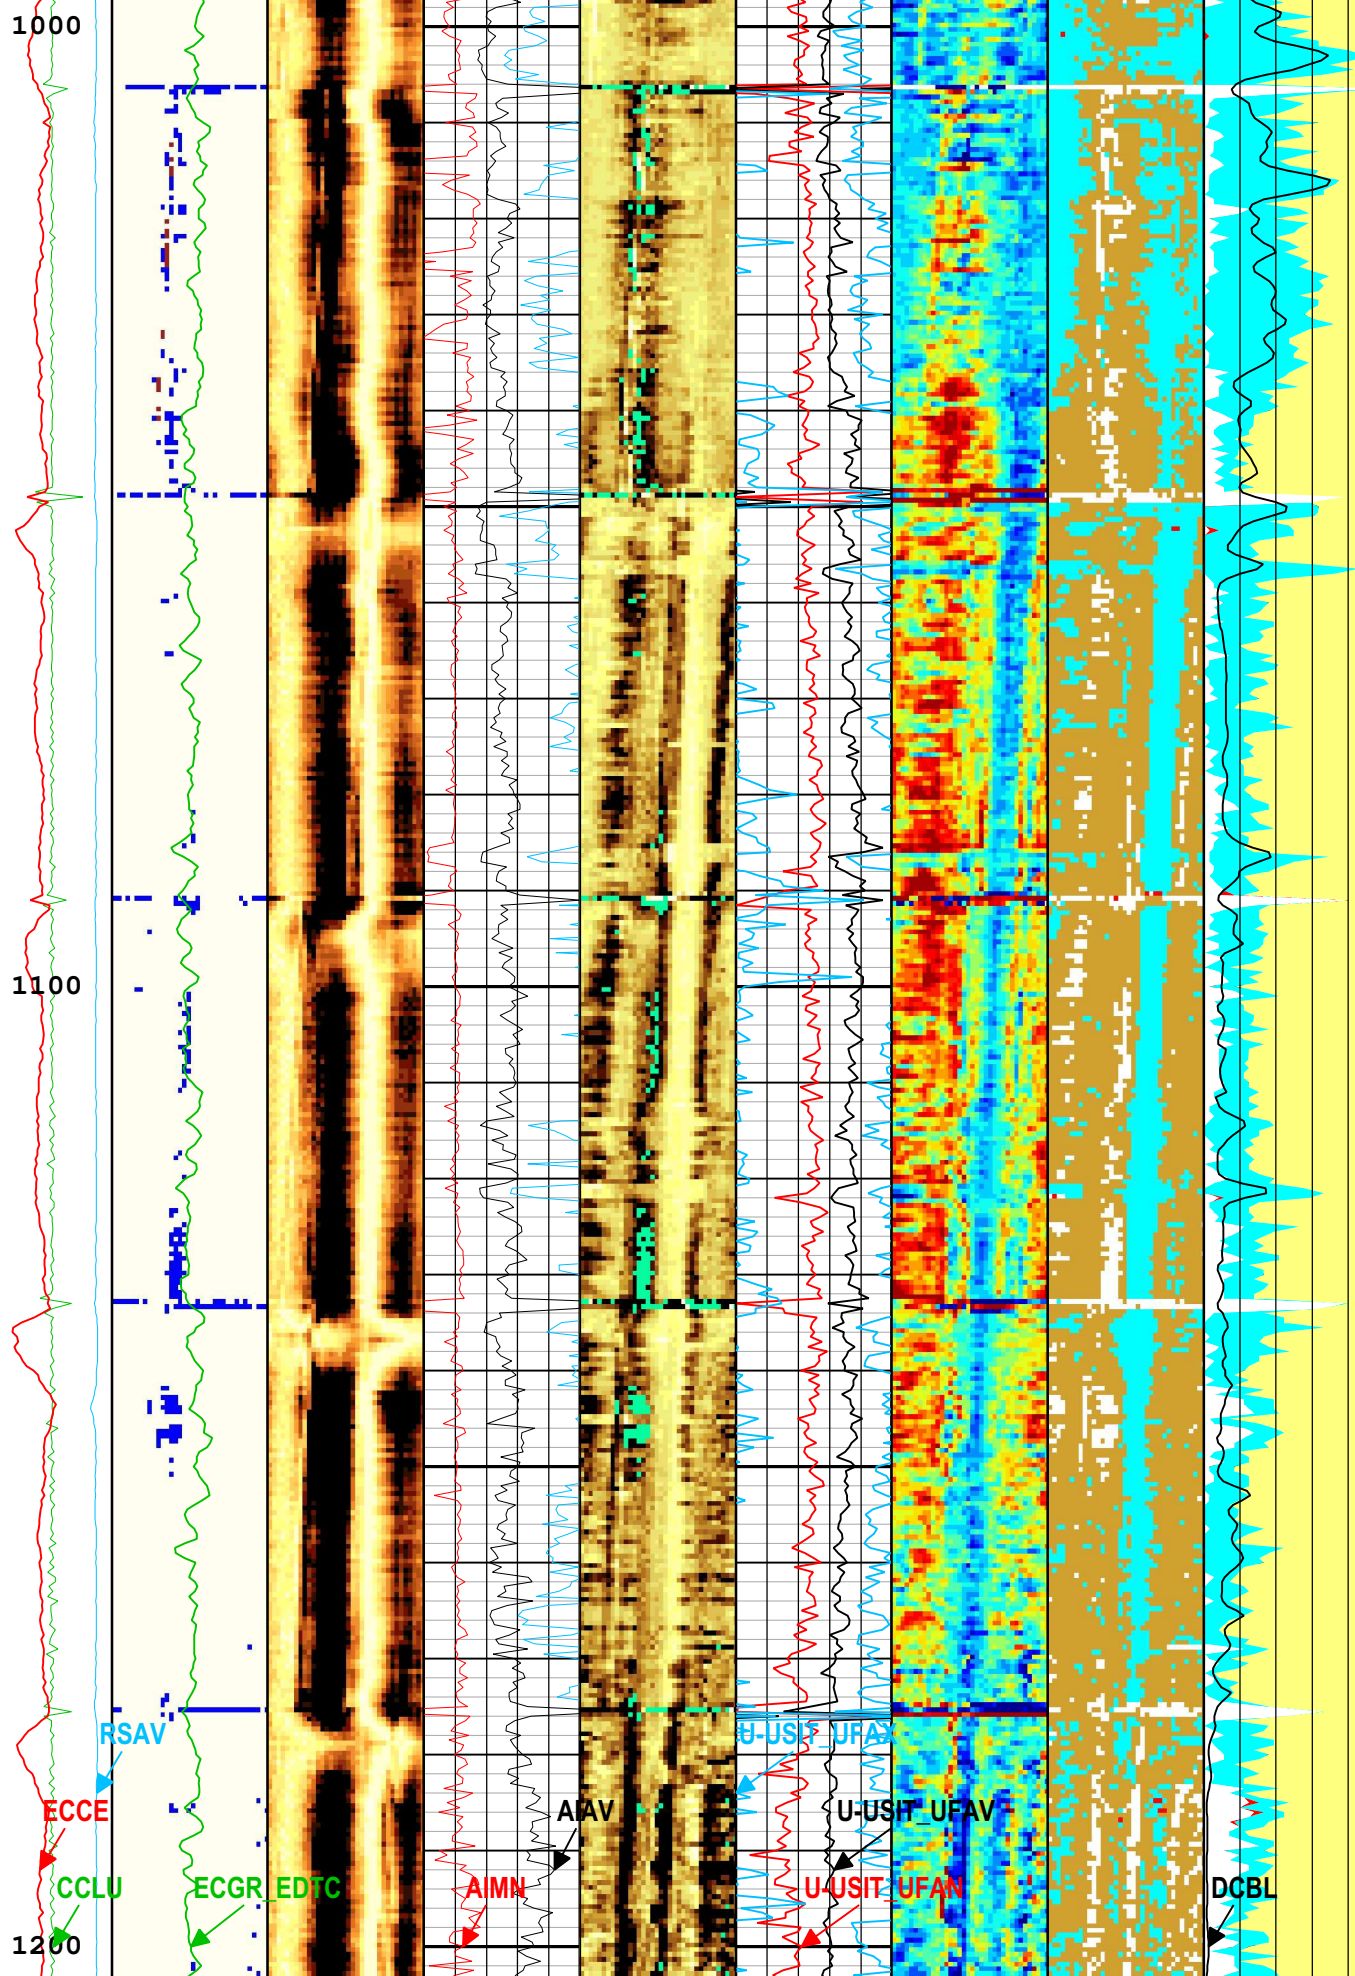 1000
1100
RSAV
U-USIT_UFAX
ECCE
AIAV
U-USIT_UFAV
CCLU
ECGR_EDTC
AIMN
U-USIT_UFAN
DCBL
1200